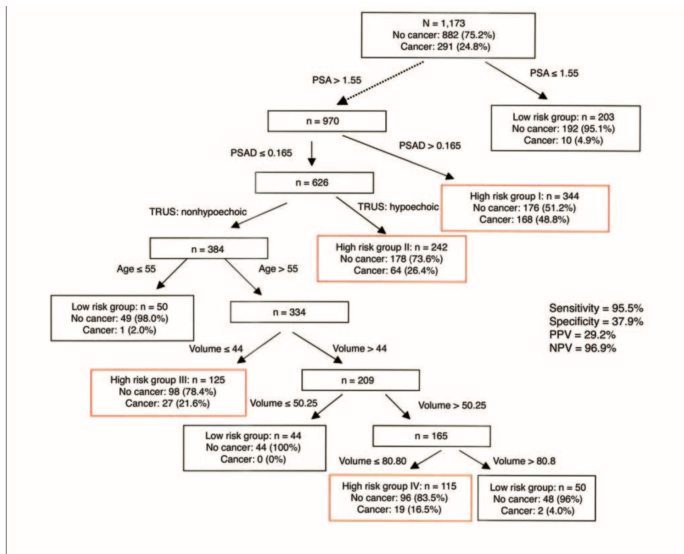 N = 1,173
No cancer: 882 (75.2%)
Cancer: 291 (24.8%)
PSA > 1.55
PSA ≤ 1.55
n = 970
Low risk group: n = 203
No cancer: 192 (95.1%)
Cancer: 10 (4.9%)
PSAD ≤ 0.165
PSAD > 0.165
n = 626
High risk group I: n = 344
No cancer: 176 (51.2%)
Cancer: 168 (48.8%)
TRUS: nonhypoechoic
TRUS: hypoechoic
n = 384
High risk group II: n = 242
No cancer: 178 (73.6%)
Cancer: 64 (26.4%)
Age ≤ 55
Age > 55
Low risk group: n = 50
No cancer: 49 (98.0%)
Cancer: 1 (2.0%)
n = 334
Sensitivity = 95.5%
Specificity = 37.9%
PPV = 29.2%
NPV = 96.9%
Volume ≤ 44
Volume > 44
High risk group III: n = 125
No cancer: 98 (78.4%)
Cancer: 27 (21.6%)
n = 209
Volume ≤ 50.25
Volume > 50.25
Low risk group: n = 44
No cancer: 44 (100%)
Cancer: 0 (0%)
n = 165
Volume ≤ 80.80
Volume > 80.8
High risk group IV: n = 115
No cancer: 96 (83.5%)
Cancer: 19 (16.5%)
Low risk group: n = 50
No cancer: 48 (96%)
Cancer: 2 (4.0%)